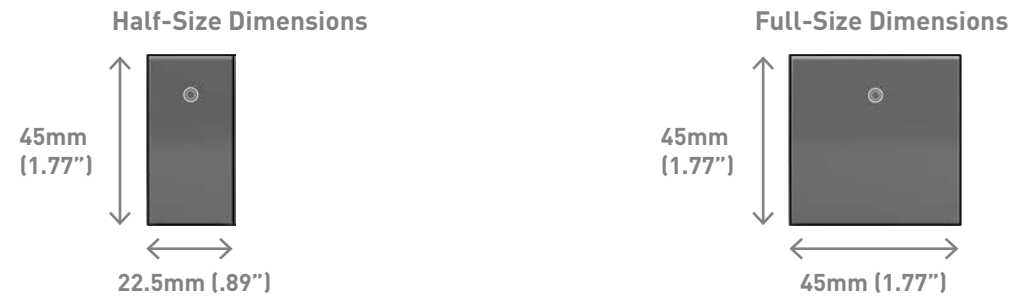 Half-Size Dimensions
45mm
(1.77”)
22.5mm (.89”)
Full-Size Dimensions
45mm
(1.77”)
45mm (1.77”)